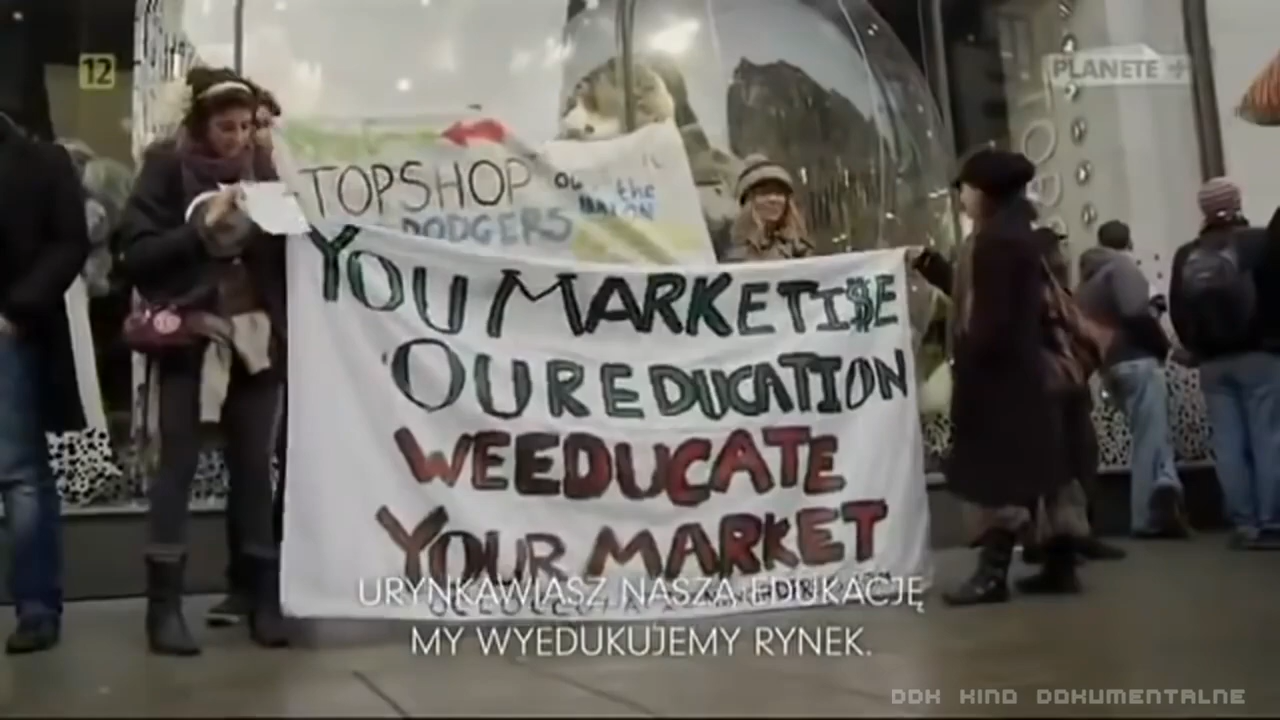 12
PLANETE +
TOPSHOP
the
DODGERS
YOU MARKETI$E
OUR EDUCATION
WE EDUCATE
YOUR MARKET
URYNKAWIASZ NASZĄ EDUKACJĘ
MY WYEDUKUJEMY RYNEK.
DDK KINO DOKUMENTALNE